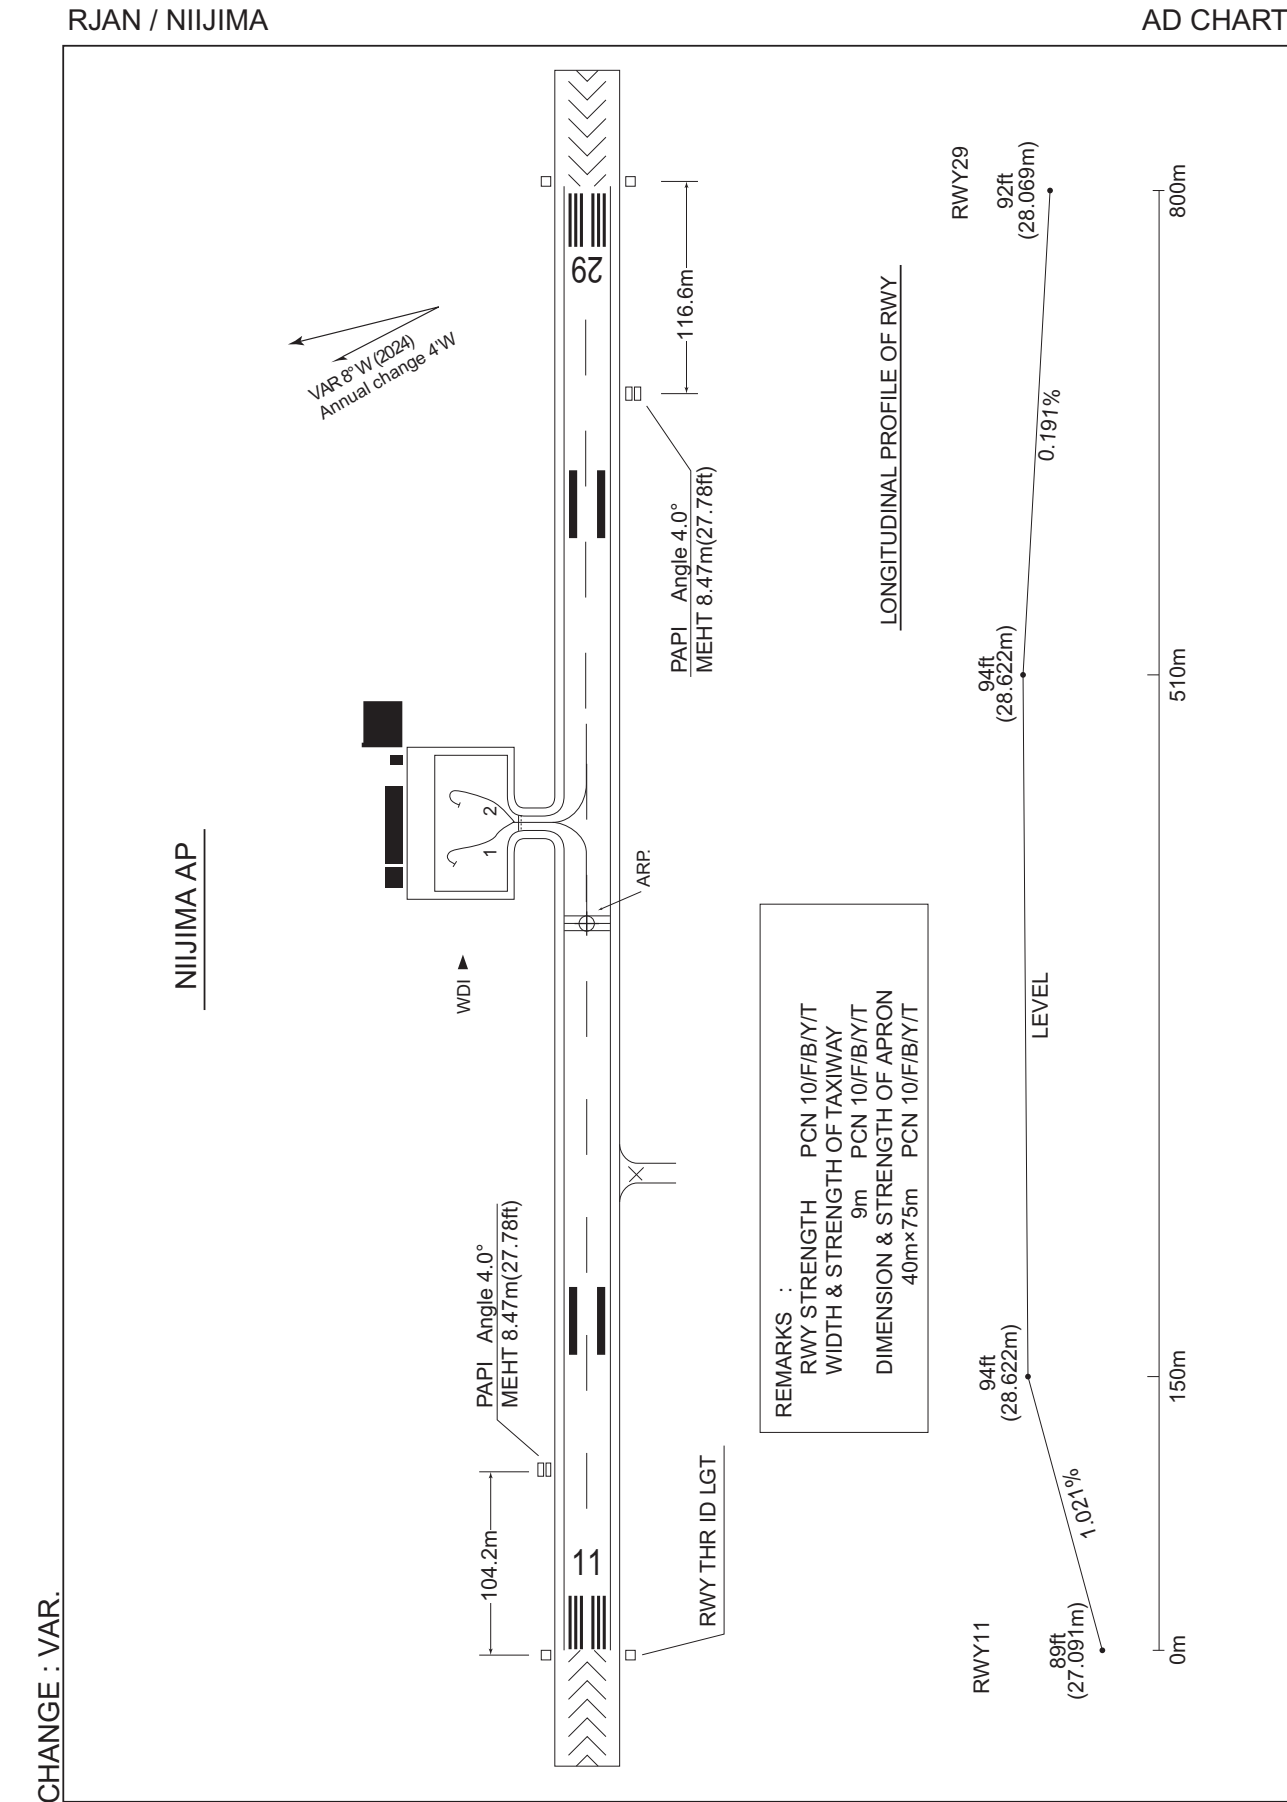 RJAN / NIIJIMA
AD CHART
CHANGE : VAR.
NIIJIMA AP
VAR 8° W (2024)
Annual change 4'W
WDI
1
2
11
29
ARP.
104.2m
PAPI Angle 4.0°
MEHT 8.47m(27.78ft)
116.6m
PAPI Angle 4.0°
MEHT 8.47m(27.78ft)
RWY THR ID LGT
REMARKS :
RWY STRENGTH PCN 10/F/B/Y/T
WIDTH & STRENGTH OF TAXIWAY
9m PCN 10/F/B/Y/T
DIMENSION & STRENGTH OF APRON
40m×75m PCN 10/F/B/Y/T
LONGITUDINAL PROFILE OF RWY
RWY11
89ft
(27.091m)
1.021%
94ft
(28.622m)
LEVEL
94ft
(28.622m)
0.191%
RWY29
92ft
(28.069m)
0m
150m
510m
800m